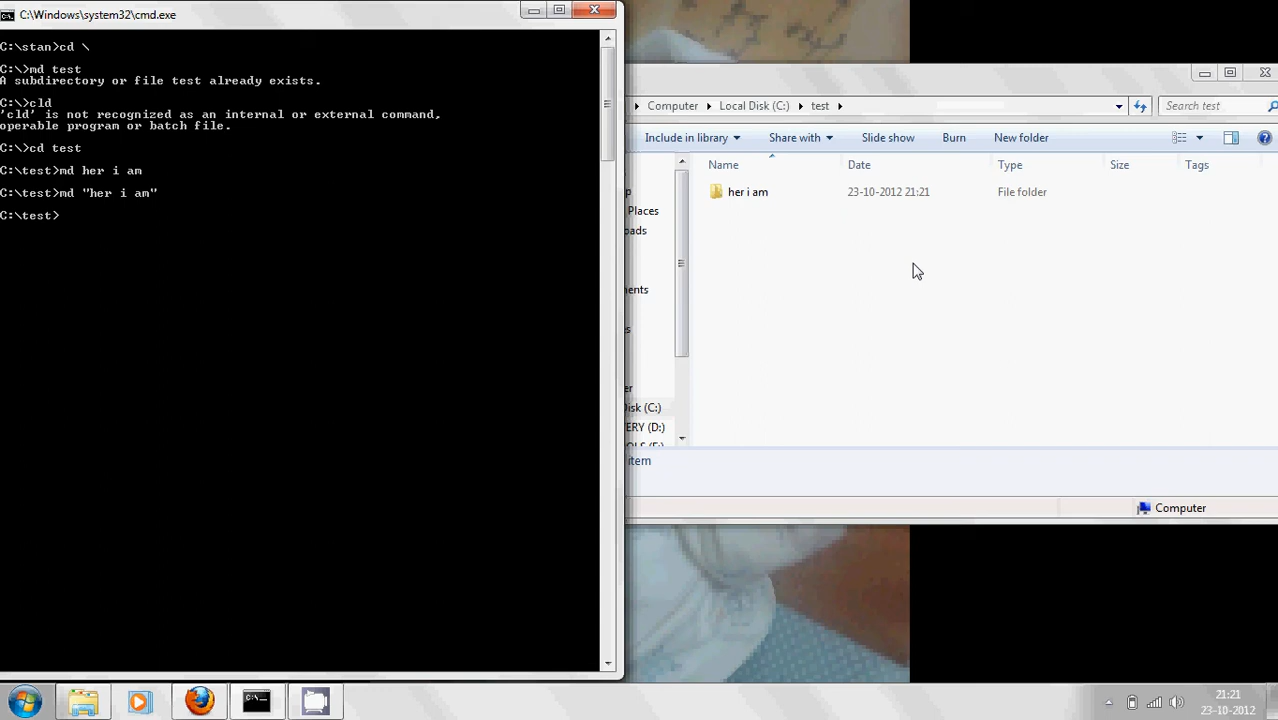 C:\Windows\system32\cmd.exe
C:\stan>cd \
C:\>md test
A subdirectory or file test already exists.
C:\>cld
'cld' is not recognized as an internal or external command,
operable program or batch file.
C:\>cd test
C:\test>md her i am
C:\test>md "her i am"
C:\test>
Computer Local Disk (C:) test Search test
Include in library Share with Slide show Burn New folder
Name Date Type Size Tags
her i am 23-10-2012 21:21 File folder
Places
oads
ents
Disk (C:)
ERY (D:)
item
Computer
21:21
23-10-2012